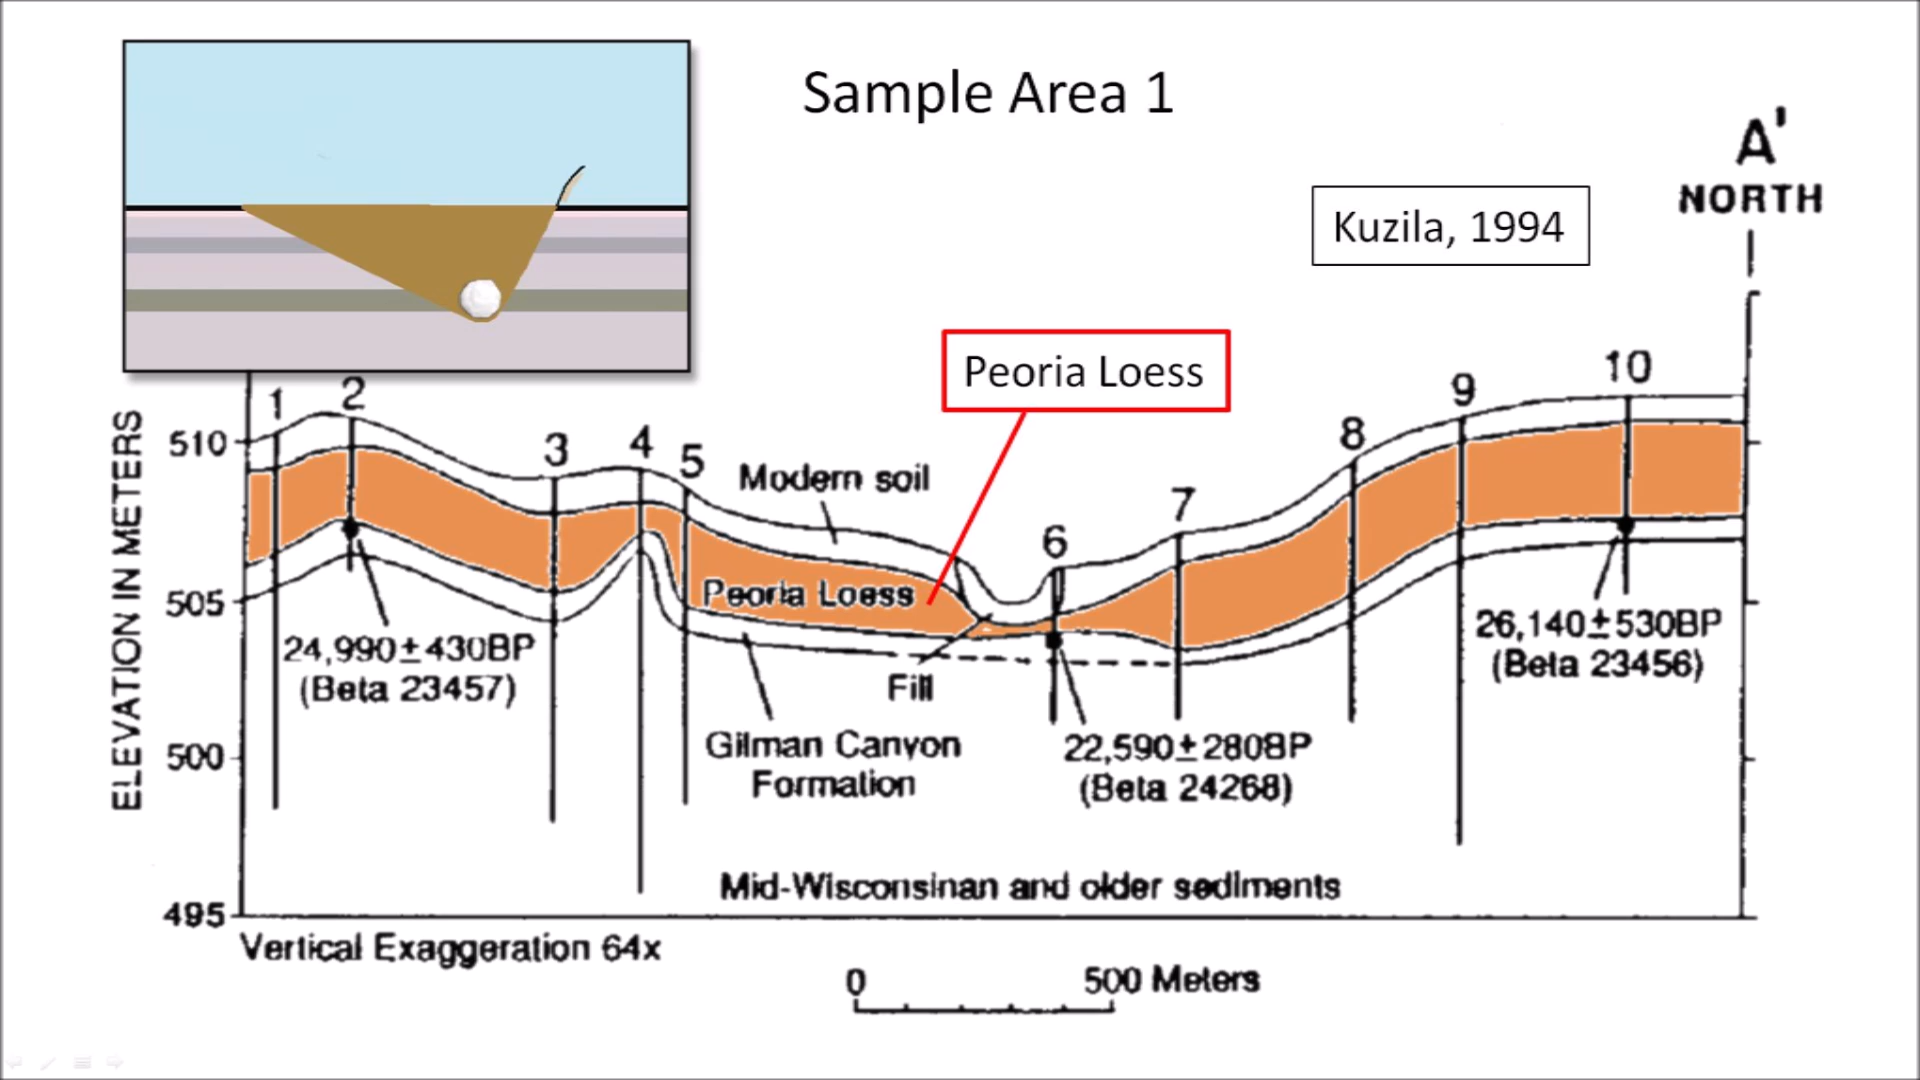 Sample Area 1
A'
NORTH
Kuzila, 1994
Peoria Loess
ELEVATION IN METERS
510
505
500
495
1
2
3
4
5
6
7
8
9
10
Modern soil
Peoria Loess
Fill
Gilman Canyon
Formation
24,990±430BP
(Beta 23457)
22,590±280BP
(Beta 24268)
26,140±530BP
(Beta 23456)
Mid-Wisconsinan and older sediments
Vertical Exaggeration 64x
0
500 Meters